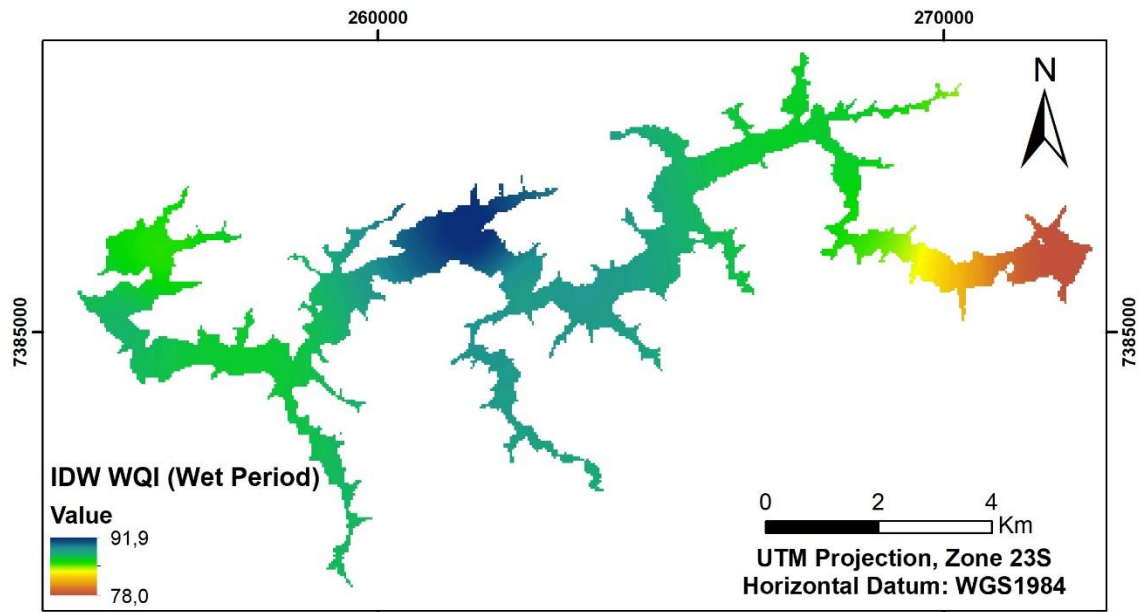 260000 270000
N
7385000 7385000
IDW WQI (Wet Period)
Value
91,9
78,0
0 2 4
Km
UTM Projection, Zone 23S
Horizontal Datum: WGS1984